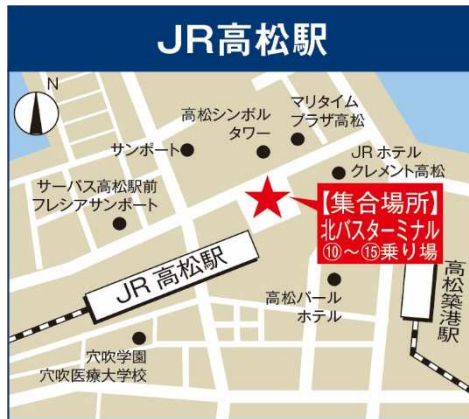 JR高松駅
N
マリタイム
プラザ高松
高松シンボル
タワー
サンポート
JRホテル
クレメント高松
サーパス高松駅前
フレシアサンポート
【集合場所】
北バスターミナル
⑩〜⑮乗り場
JR高松駅
高松パール
ホテル
高松築港駅
穴吹学園
穴吹医療大学校